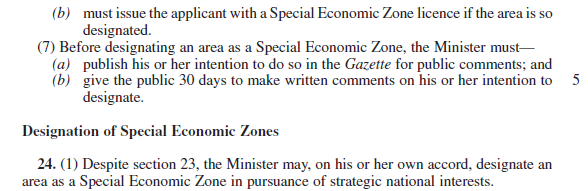 (b) must issue the applicant with a Special Economic Zone licence if the area is so
designated.
(7) Before designating an area as a Special Economic Zone, the Minister must—
(a) publish his or her intention to do so in the Gazette for public comments; and
(b) give the public 30 days to make written comments on his or her intention to 5
designate.
Designation of Special Economic Zones
24. (1) Despite section 23, the Minister may, on his or her own accord, designate an
area as a Special Economic Zone in pursuance of strategic national interests.